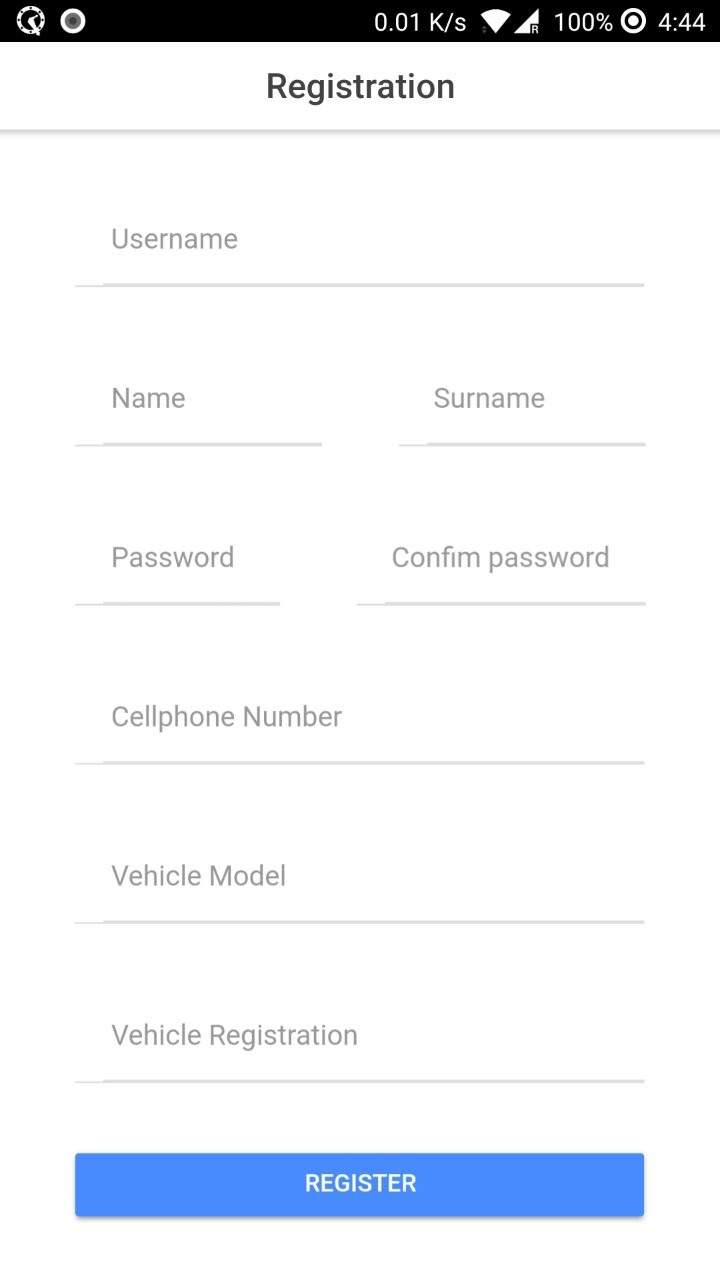 0.01 K/s R 100% 4:44
Registration
Username
Name Surname
Password Confim password
Cellphone Number
Vehicle Model
Vehicle Registration
REGISTER